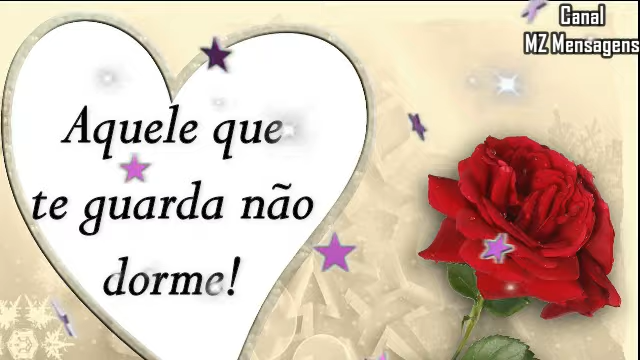 Canal
MZ Mensagens
Aquele que
te guarda não
dorme!